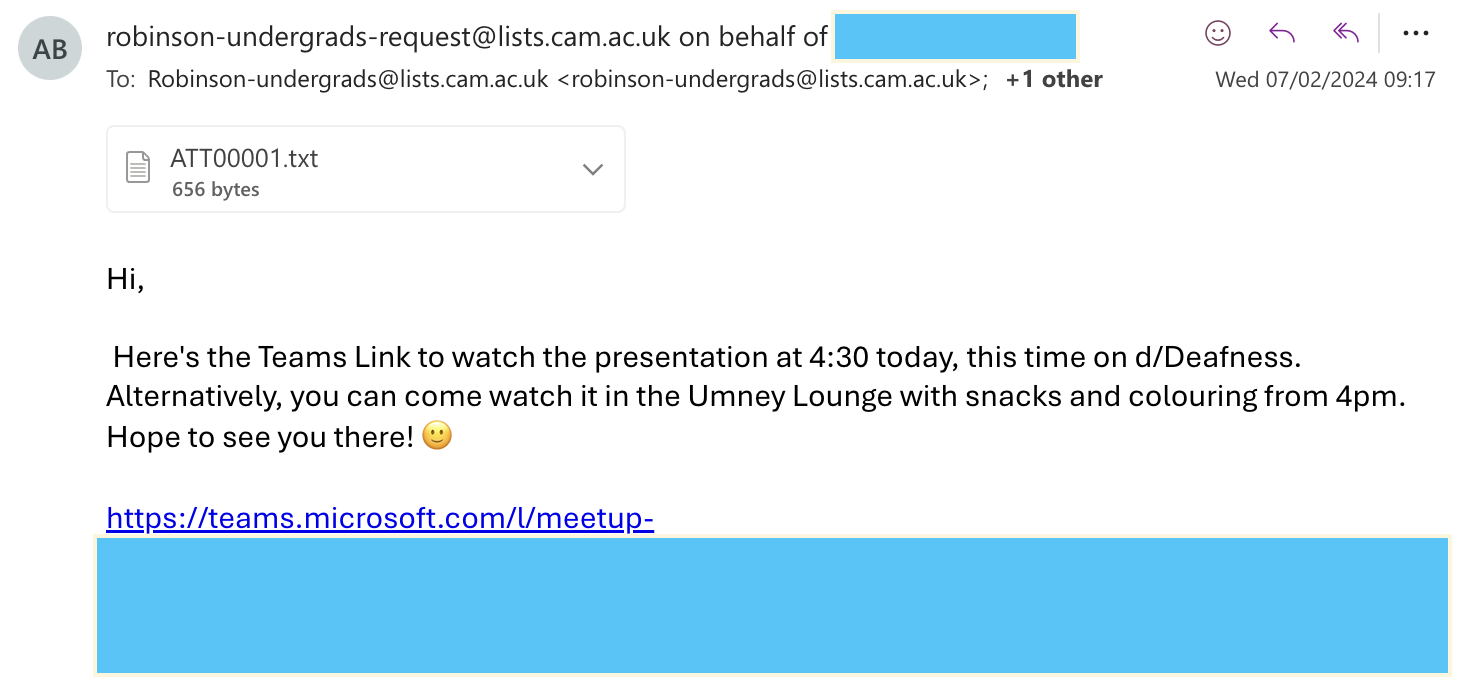 AB
robinson-undergrads-request@lists.cam.ac.uk on behalf of
To: Robinson-undergrads@lists.cam.ac.uk <robinson-undergrads@lists.cam.ac.uk>; +1 other
Wed 07/02/2024 09:17
ATT00001.txt
656 bytes
Hi,
Here's the Teams Link to watch the presentation at 4:30 today, this time on d/Deafness.
Alternatively, you can come watch it in the Umney Lounge with snacks and colouring from 4pm.
Hope to see you there! 🙂
https://teams.microsoft.com/l/meetup-